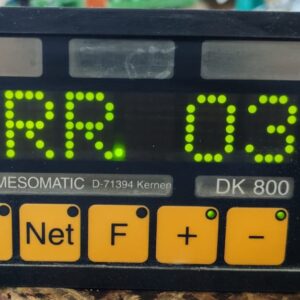 RR. 03
MESOMATIC D-71394 Kernen DK 800
Net F + −